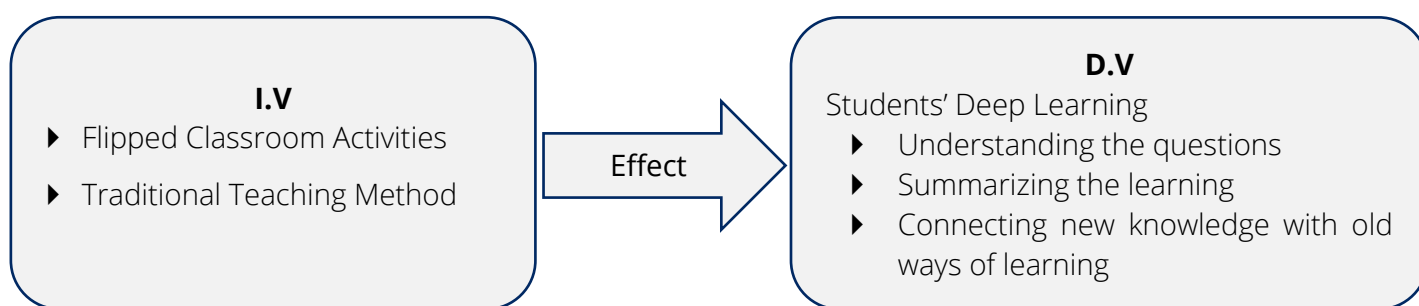 I.V
▶ Flipped Classroom Activities
▶ Traditional Teaching Method
Effect
D.V
Students’ Deep Learning
▶ Understanding the questions
▶ Summarizing the learning
▶ Connecting new knowledge with old
ways of learning